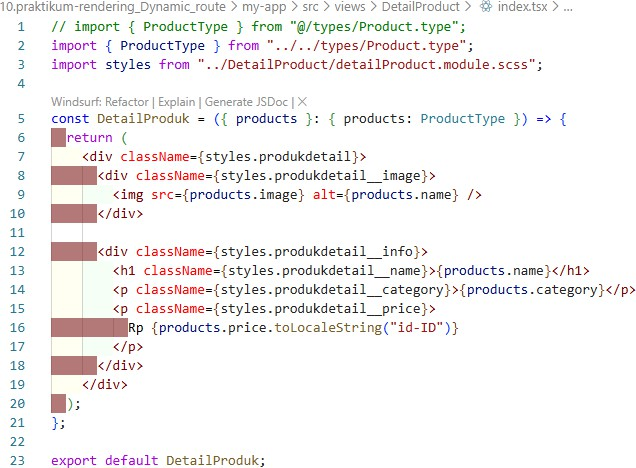 10.praktikum-rendering_Dynamic_route > my-app > src > views > DetailProduct > index.tsx > ...
1 // import { ProductType } from "@/types/Product.type";
2 import { ProductType } from "../../types/Product.type";
3 import styles from "../DetailProduct/detailProduct.module.scss";
4
Windsurf: Refactor | Explain | Generate JSDoc | X
5 const DetailProduk = ({ products }: { products: ProductType }) => {
6 return (
7 <div className={styles.produkdetail}>
8 <div className={styles.produkdetail__image}>
9 <img src={products.image} alt={products.name} />
10 </div>
11
12 <div className={styles.produkdetail__info}>
13 <h1 className={styles.produkdetail__name}>{products.name}</h1>
14 <p className={styles.produkdetail__category}>{products.category}</p>
15 <p className={styles.produkdetail__price}>
16 Rp {products.price.toLocaleString("id-ID")}
17 </p>
18 </div>
19 </div>
20 );
21 };
22
23 export default DetailProduk;